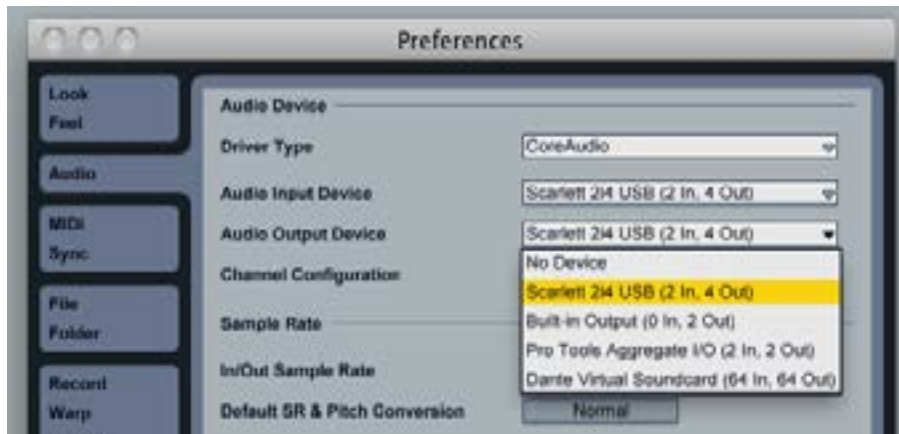 Preferences
Look
Feel
Audio
MIDI
Sync
File
Folder
Record
Warp
Audio Device
Driver Type
CoreAudio
Audio Input Device
Scarlett 2i4 USB (2 In, 4 Out)
Audio Output Device
Scarlett 2i4 USB (2 In, 4 Out)
No Device
Scarlett 2i4 USB (2 In, 4 Out)
Built-in Output (0 In, 2 Out)
Pro Tools Aggregate I/O (2 In, 2 Out)
Dante Virtual Soundcard (64 In, 64 Out)
Channel Configuration
Sample Rate
In/Out Sample Rate
Default SR & Pitch Conversion
Normal